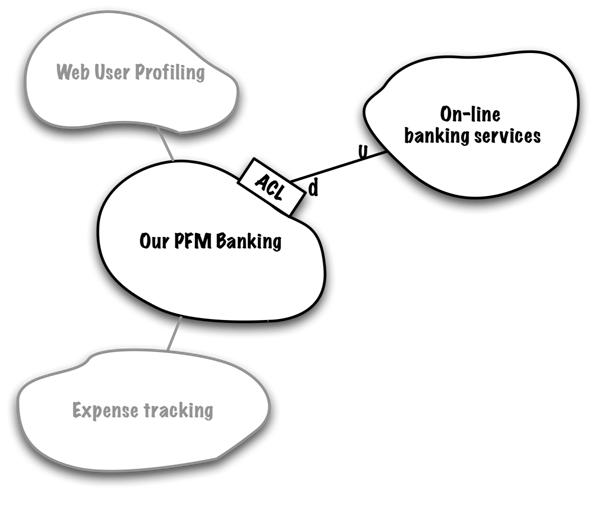 Web User Profiling
On-line
banking services
u
d
ACL
Our PFM Banking
Expense tracking